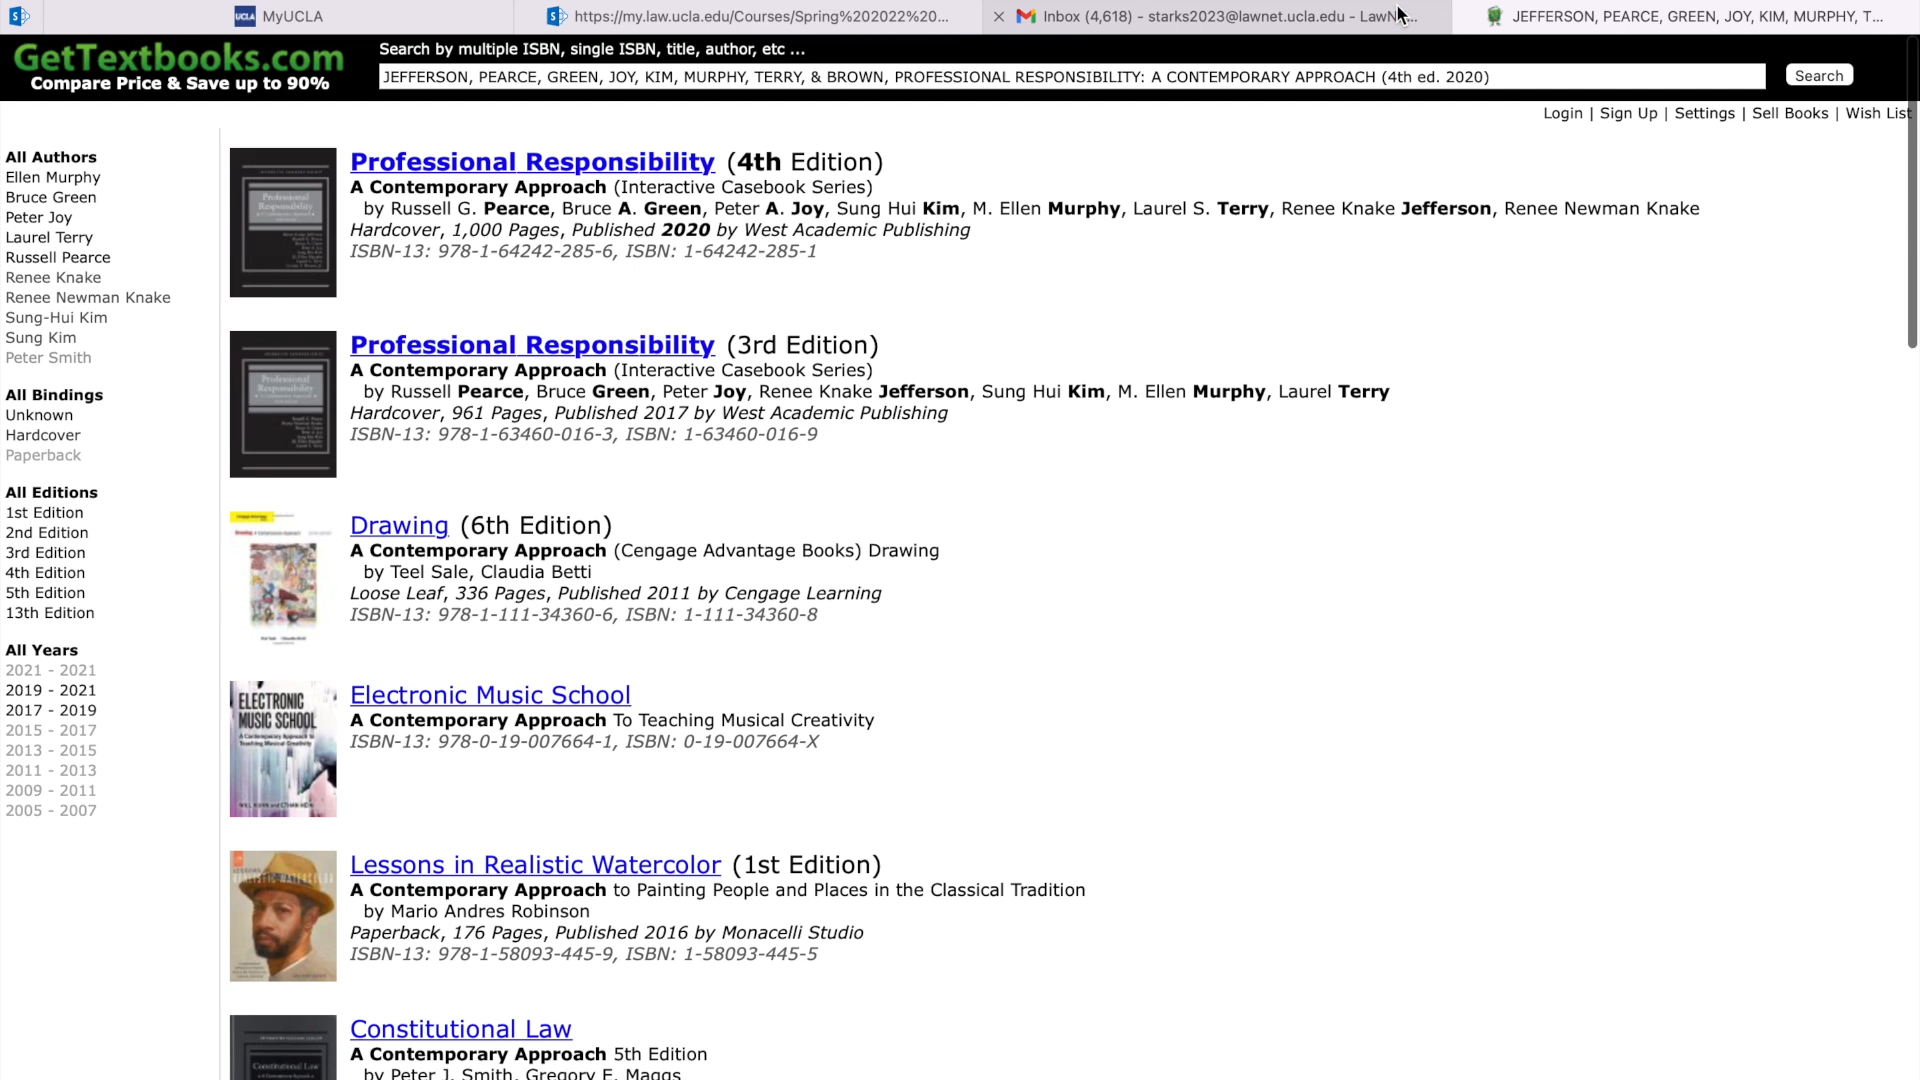 MyUCLA
https://my.law.ucla.edu/Courses/Spring%202022%20...
Inbox (4,618) - starks2023@lawnet.ucla.edu - LawN
JEFFERSON, PEARCE, GREEN, JOY, KIM, MURPHY, T...
GetTextbooks.com
Compare Price & Save up to 90%
Search by multiple ISBN, single ISBN, title, author, etc ...
JEFFERSON, PEARCE, GREEN, JOY, KIM, MURPHY, TERRY, & BROWN, PROFESSIONAL RESPONSIBILITY: A CONTEMPORARY APPROACH (4th ed. 2020)
Search
Login | Sign Up | Settings | Sell Books | Wish List
All Authors
Ellen Murphy
Bruce Green
Peter Joy
Laurel Terry
Russell Pearce
Renee Knake
Renee Newman Knake
Sung-Hui Kim
Sung Kim
Peter Smith
All Bindings
Unknown
Hardcover
Paperback
All Editions
1st Edition
2nd Edition
3rd Edition
4th Edition
5th Edition
13th Edition
All Years
2021 - 2021
2019 - 2021
2017 - 2019
2015 - 2017
2013 - 2015
2011 - 2013
2009 - 2011
2005 - 2007
Professional Responsibility (4th Edition)
A Contemporary Approach (Interactive Casebook Series)
by Russell G. Pearce, Bruce A. Green, Peter A. Joy, Sung Hui Kim, M. Ellen Murphy, Laurel S. Terry, Renee Knake Jefferson, Renee Newman Knake
Hardcover, 1,000 Pages, Published 2020 by West Academic Publishing
ISBN-13: 978-1-64242-285-6, ISBN: 1-64242-285-1
Professional Responsibility (3rd Edition)
A Contemporary Approach (Interactive Casebook Series)
by Russell Pearce, Bruce Green, Peter Joy, Renee Knake Jefferson, Sung Hui Kim, M. Ellen Murphy, Laurel Terry
Hardcover, 961 Pages, Published 2017 by West Academic Publishing
ISBN-13: 978-1-63460-016-3, ISBN: 1-63460-016-9
Drawing (6th Edition)
A Contemporary Approach (Cengage Advantage Books) Drawing
by Teel Sale, Claudia Betti
Loose Leaf, 336 Pages, Published 2011 by Cengage Learning
ISBN-13: 978-1-111-34360-6, ISBN: 1-111-34360-8
ELECTRONIC
MUSIC SCHOOL
Electronic Music School
A Contemporary Approach To Teaching Musical Creativity
ISBN-13: 978-0-19-007664-1, ISBN: 0-19-007664-X
Lessons in Realistic Watercolor (1st Edition)
A Contemporary Approach to Painting People and Places in the Classical Tradition
by Mario Andres Robinson
Paperback, 176 Pages, Published 2016 by Monacelli Studio
ISBN-13: 978-1-58093-445-9, ISBN: 1-58093-445-5
Constitutional Law
A Contemporary Approach 5th Edition
by Peter J. Smith, Gregory E. Maggs